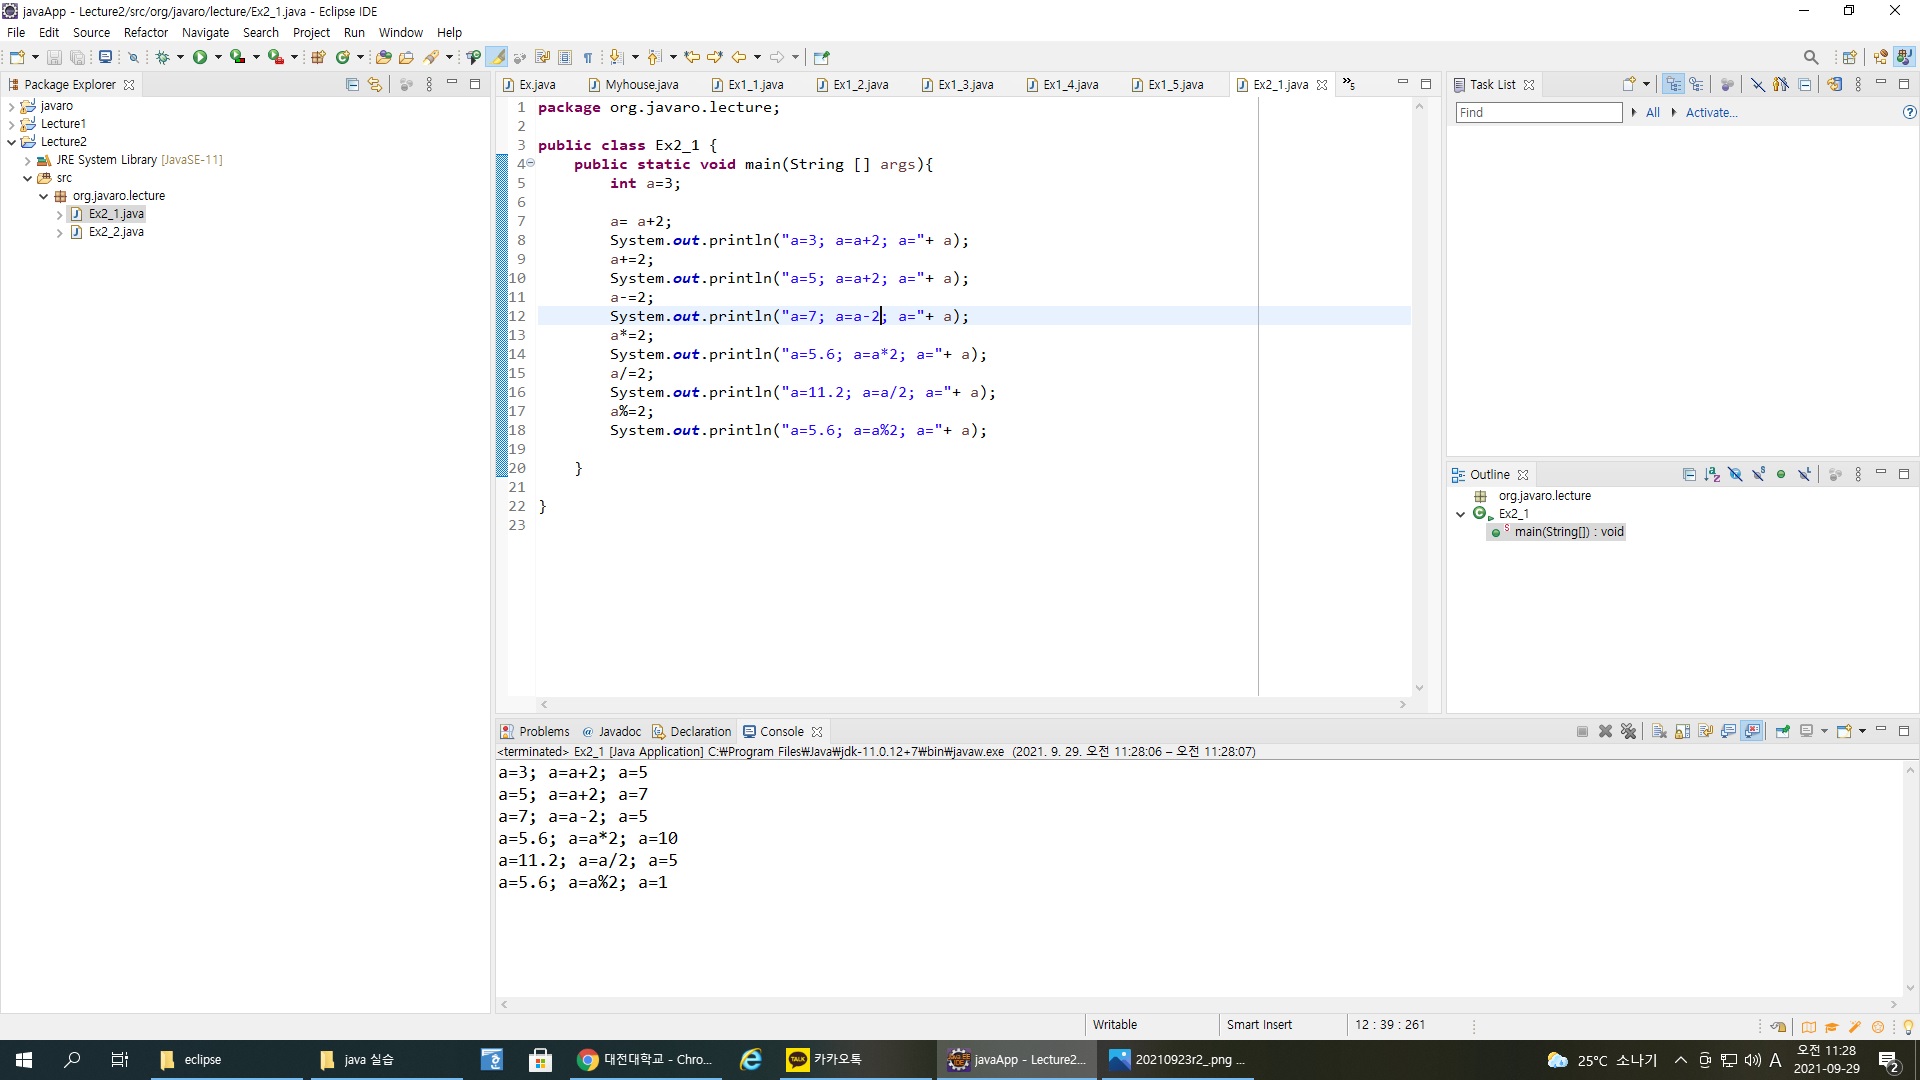 javaApp - Lecture2/src/org/javaro/lecture/Ex2_1.java - Eclipse IDE
File Edit Source Refactor Navigate Search Project Run Window Help
Package Explorer
javaro
Lecture1
Lecture2
JRE System Library [JavaSE-11]
src
org.javaro.lecture
Ex2_1.java
Ex2_2.java
Ex.java Myhouse.java Ex1_1.java Ex1_2.java Ex1_3.java Ex1_4.java Ex1_5.java Ex2_1.java »5
1 package org.javaro.lecture;
2
3 public class Ex2_1 {
4 public static void main(String [] args){
5 int a=3;
6
7 a= a+2;
8 System.out.println("a=3; a=a+2; a="+ a);
9 a+=2;
10 System.out.println("a=5; a=a+2; a="+ a);
11 a-=2;
12 System.out.println("a=7; a=a-2; a="+ a);
13 a*=2;
14 System.out.println("a=5.6; a=a*2; a="+ a);
15 a/=2;
16 System.out.println("a=11.2; a=a/2; a="+ a);
17 a%=2;
18 System.out.println("a=5.6; a=a%2; a="+ a);
19
20 }
21
22 }
23
Task List
Find All Activate...
Outline
org.javaro.lecture
Ex2_1
main(String[]) : void
Problems @ Javadoc Declaration Console
<terminated> Ex2_1 [Java Application] C:₩Program Files₩Java₩jdk-11.0.12+7₩bin₩javaw.exe (2021. 9. 29. 오전 11:28:06 – 오전 11:28:07)
a=3; a=a+2; a=5
a=5; a=a+2; a=7
a=7; a=a-2; a=5
a=5.6; a=a*2; a=10
a=11.2; a=a/2; a=5
a=5.6; a=a%2; a=1
Writable Smart Insert 12 : 39 : 261
eclipse java 실습 대전대학교 - Chro... TALK 카카오톡 javaApp - Lecture2... 20210923r2_.png ... 25°C 소나기 A 오전 11:28
2021-09-29 2